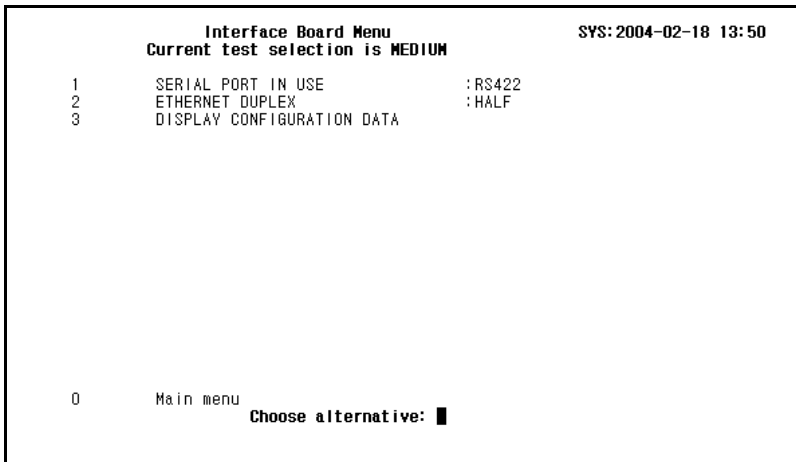 Interface Board Menu SYS:2004-02-18 13:50
Current test selection is MEDIUM
1 SERIAL PORT IN USE :RS422
2 ETHERNET DUPLEX :HALF
3 DISPLAY CONFIGURATION DATA
0 Main menu
Choose alternative: